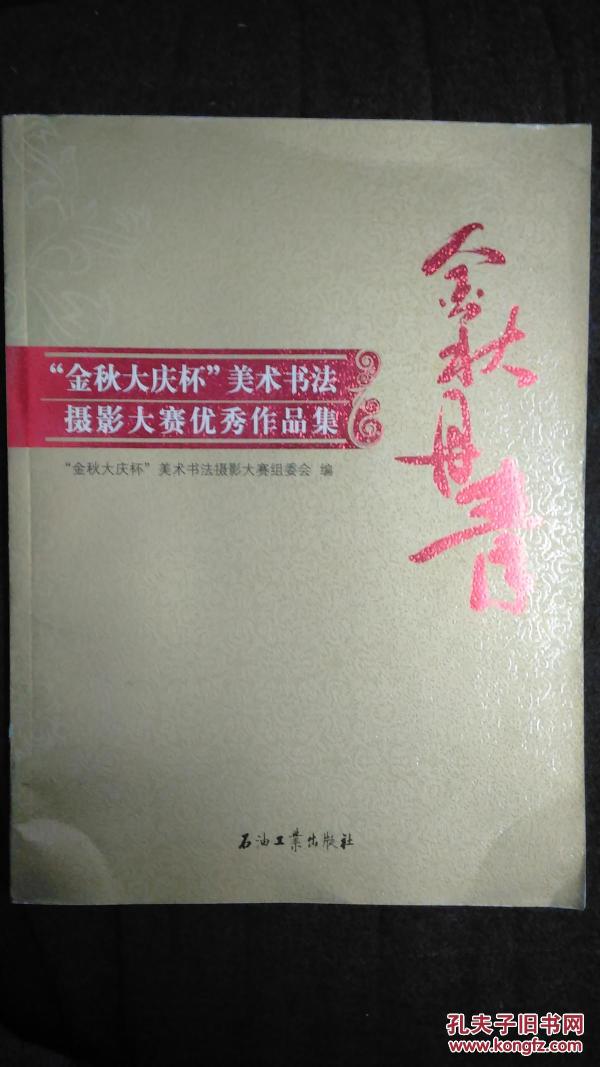 金秋丹青
“金秋大庆杯”美术书法
摄影大赛优秀作品集
“金秋大庆杯”美术书法摄影大赛组委会 编
石油工业出版社
孔夫子旧书网
www.kongfz.com